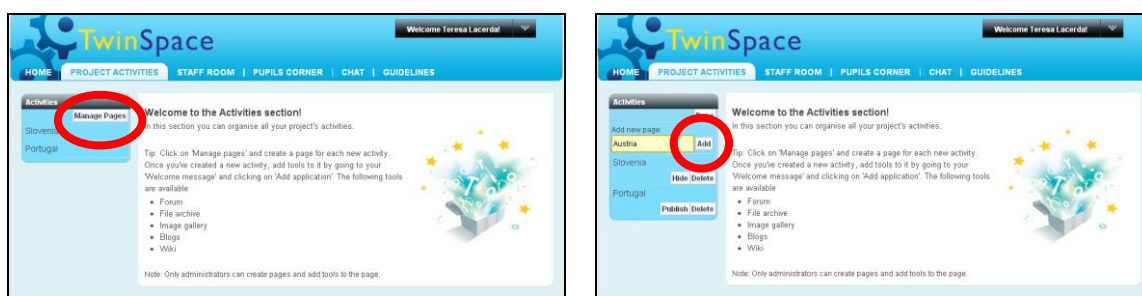 TwinSpace
Welcome Teresa Lacerda!
HOME PROJECT ACTIVITIES STAFF ROOM | PUPILS CORNER | CHAT | GUIDELINES
Activities
Manage Pages
Slovenia
Portugal
Welcome to the Activities section!
In this section you can organise all your project's activities.
Tip: Click on 'Manage pages' and create a page for each new activity.
Once you've created a new activity, add tools to it by going to your
'Welcome message' and clicking on 'Add application'. The following tools
are available
• Forum
• File archive
• Image gallery
• Blogs
• Wiki
Note: Only administrators can create pages and add tools to the page.
TwinSpace
Welcome Teresa Lacerda!
HOME PROJECT ACTIVITIES STAFF ROOM | PUPILS CORNER | CHAT | GUIDELINES
Activities
Add new page:
Austria Add
Slovenia
Hide Delete
Portugal
Publish Delete
Welcome to the Activities section!
In this section you can organise all your project's activities.
Tip: Click on 'Manage pages' and create a page for each new activity.
Once you've created a new activity, add tools to it by going to your
'Welcome message' and clicking on 'Add application'. The following tools
are available
• Forum
• File archive
• Image gallery
• Blogs
• Wiki
Note: Only administrators can create pages and add tools to the page.